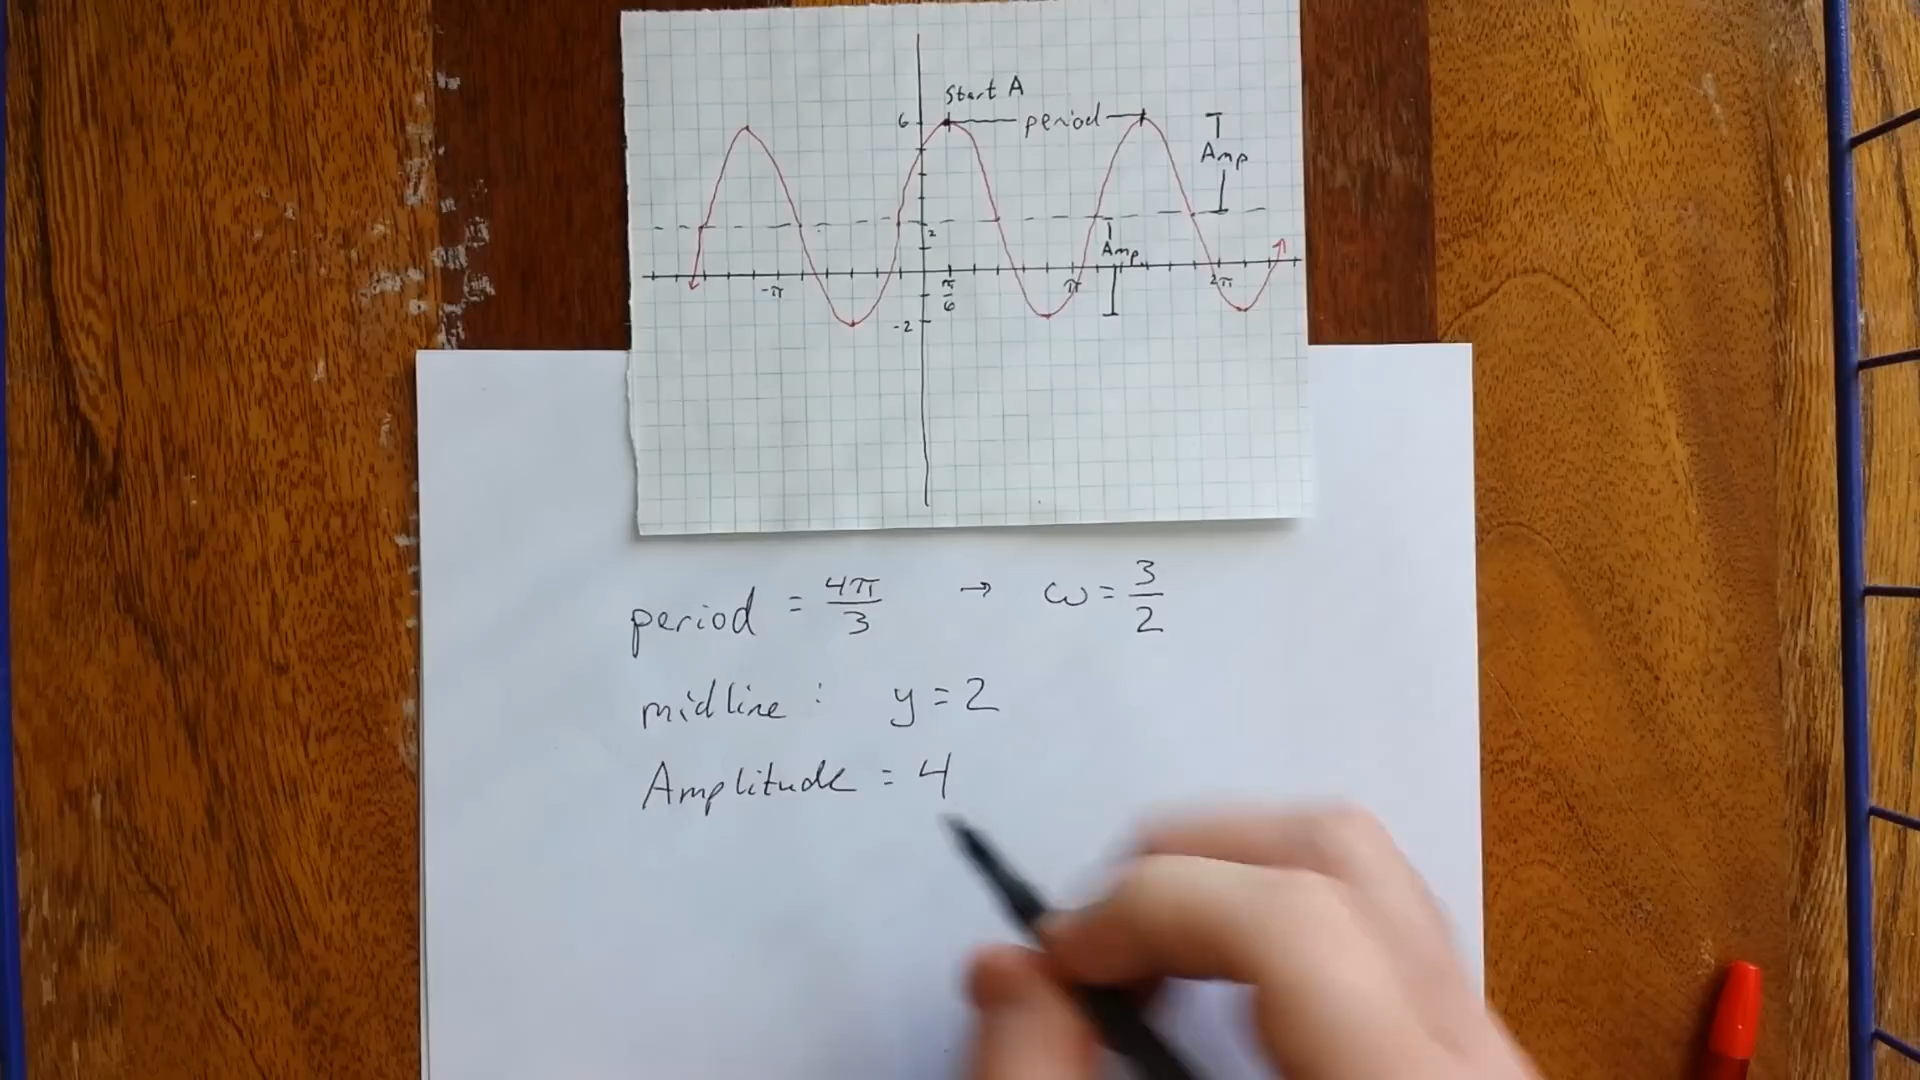 Start A
6 period T
Amp
2
Amp
-π π/6 π 2π
-2
period = 4π/3 → ω = 3/2
midline : y = 2
Amplitude = 4